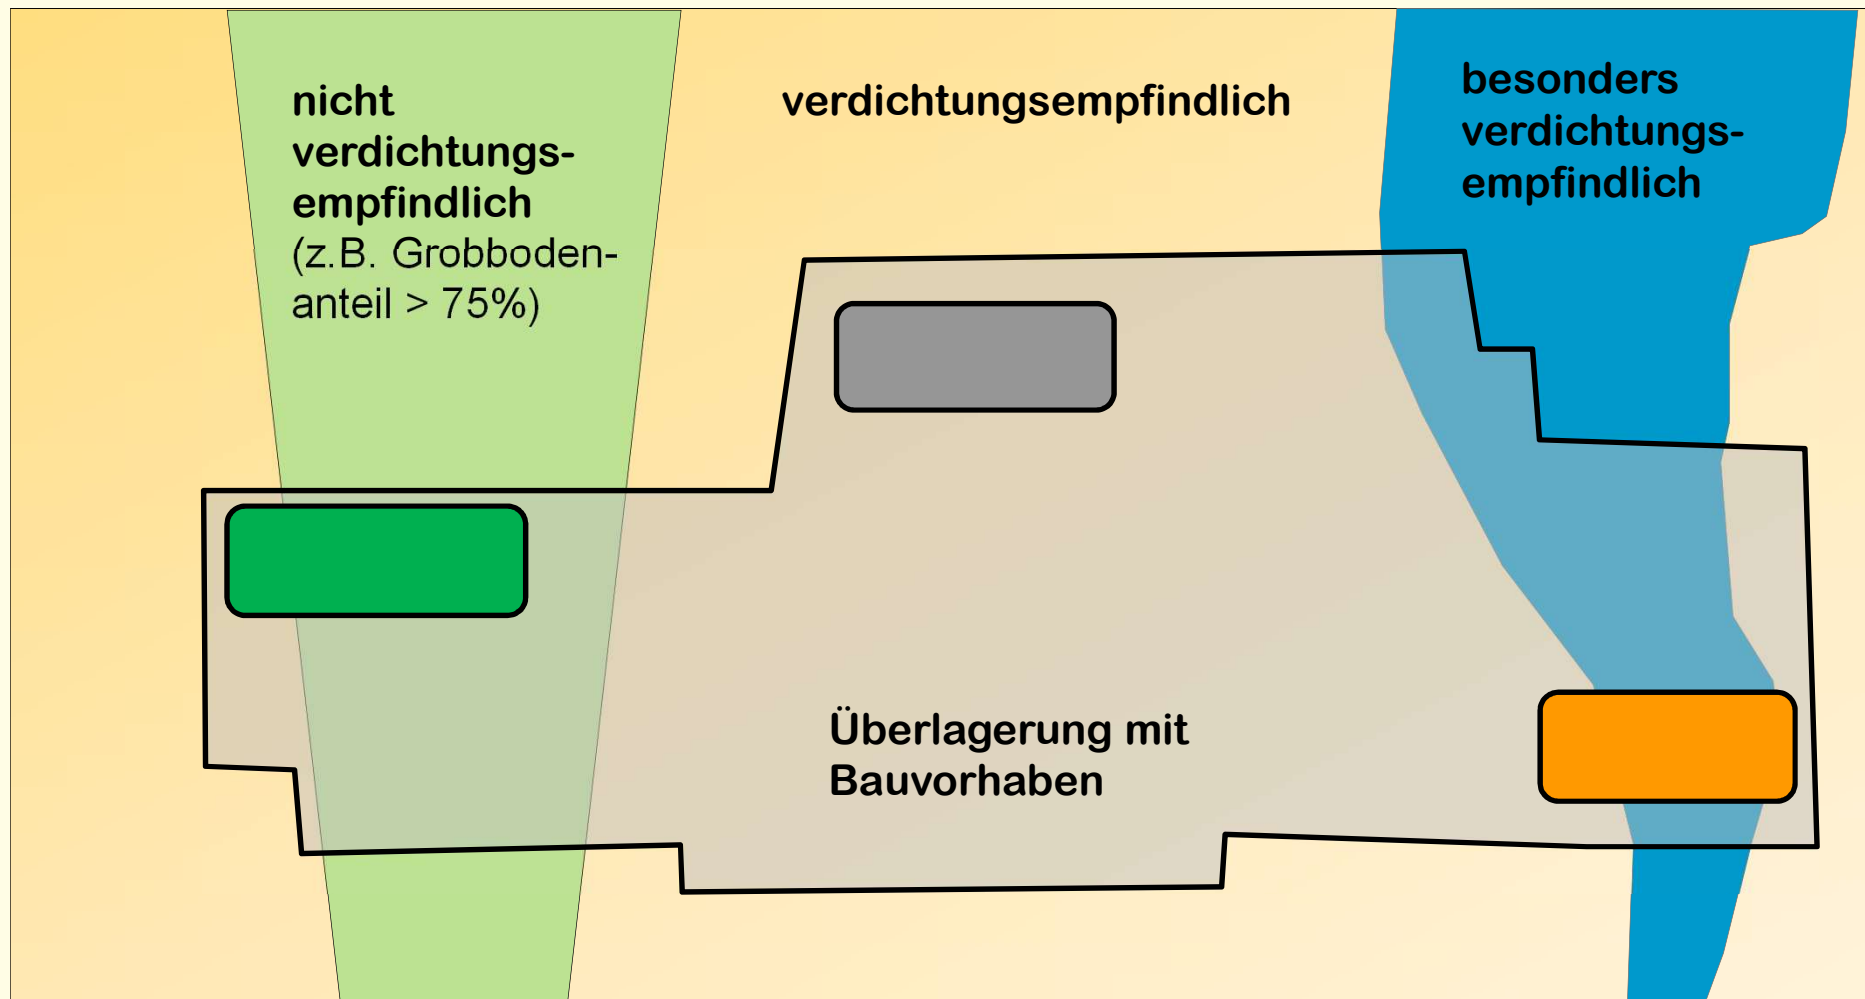 nicht
verdichtungs-
empfindlich
(z.B. Grobboden-
anteil > 75%)
verdichtungsempfindlich
besonders
verdichtungs-
empfindlich
Überlagerung mit
Bauvorhaben